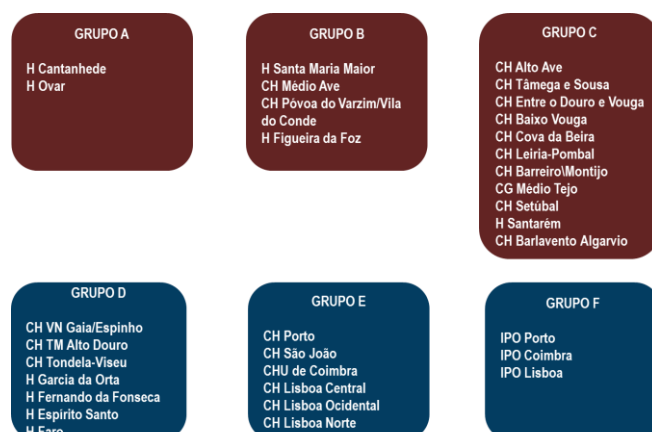 GRUPO A
H Cantanhede
H Ovar
GRUPO B
H Santa Maria Maior
CH Médio Ave
CH Póvoa do Varzim/Vila
do Conde
H Figueira da Foz
GRUPO C
CH Alto Ave
CH Tâmega e Sousa
CH Entre o Douro e Vouga
CH Baixo Vouga
CH Cova da Beira
CH Leiria-Pombal
CH Barreiro\Montijo
CG Médio Tejo
CH Setúbal
H Santarém
CH Barlavento Algarvio
GRUPO D
CH VN Gaia/Espinho
CH TM Alto Douro
CH Tondela-Viseu
H Garcia da Orta
H Fernando da Fonseca
H Espírito Santo
H Faro
GRUPO E
CH Porto
CH São João
CHU de Coimbra
CH Lisboa Central
CH Lisboa Ocidental
CH Lisboa Norte
GRUPO F
IPO Porto
IPO Coimbra
IPO Lisboa